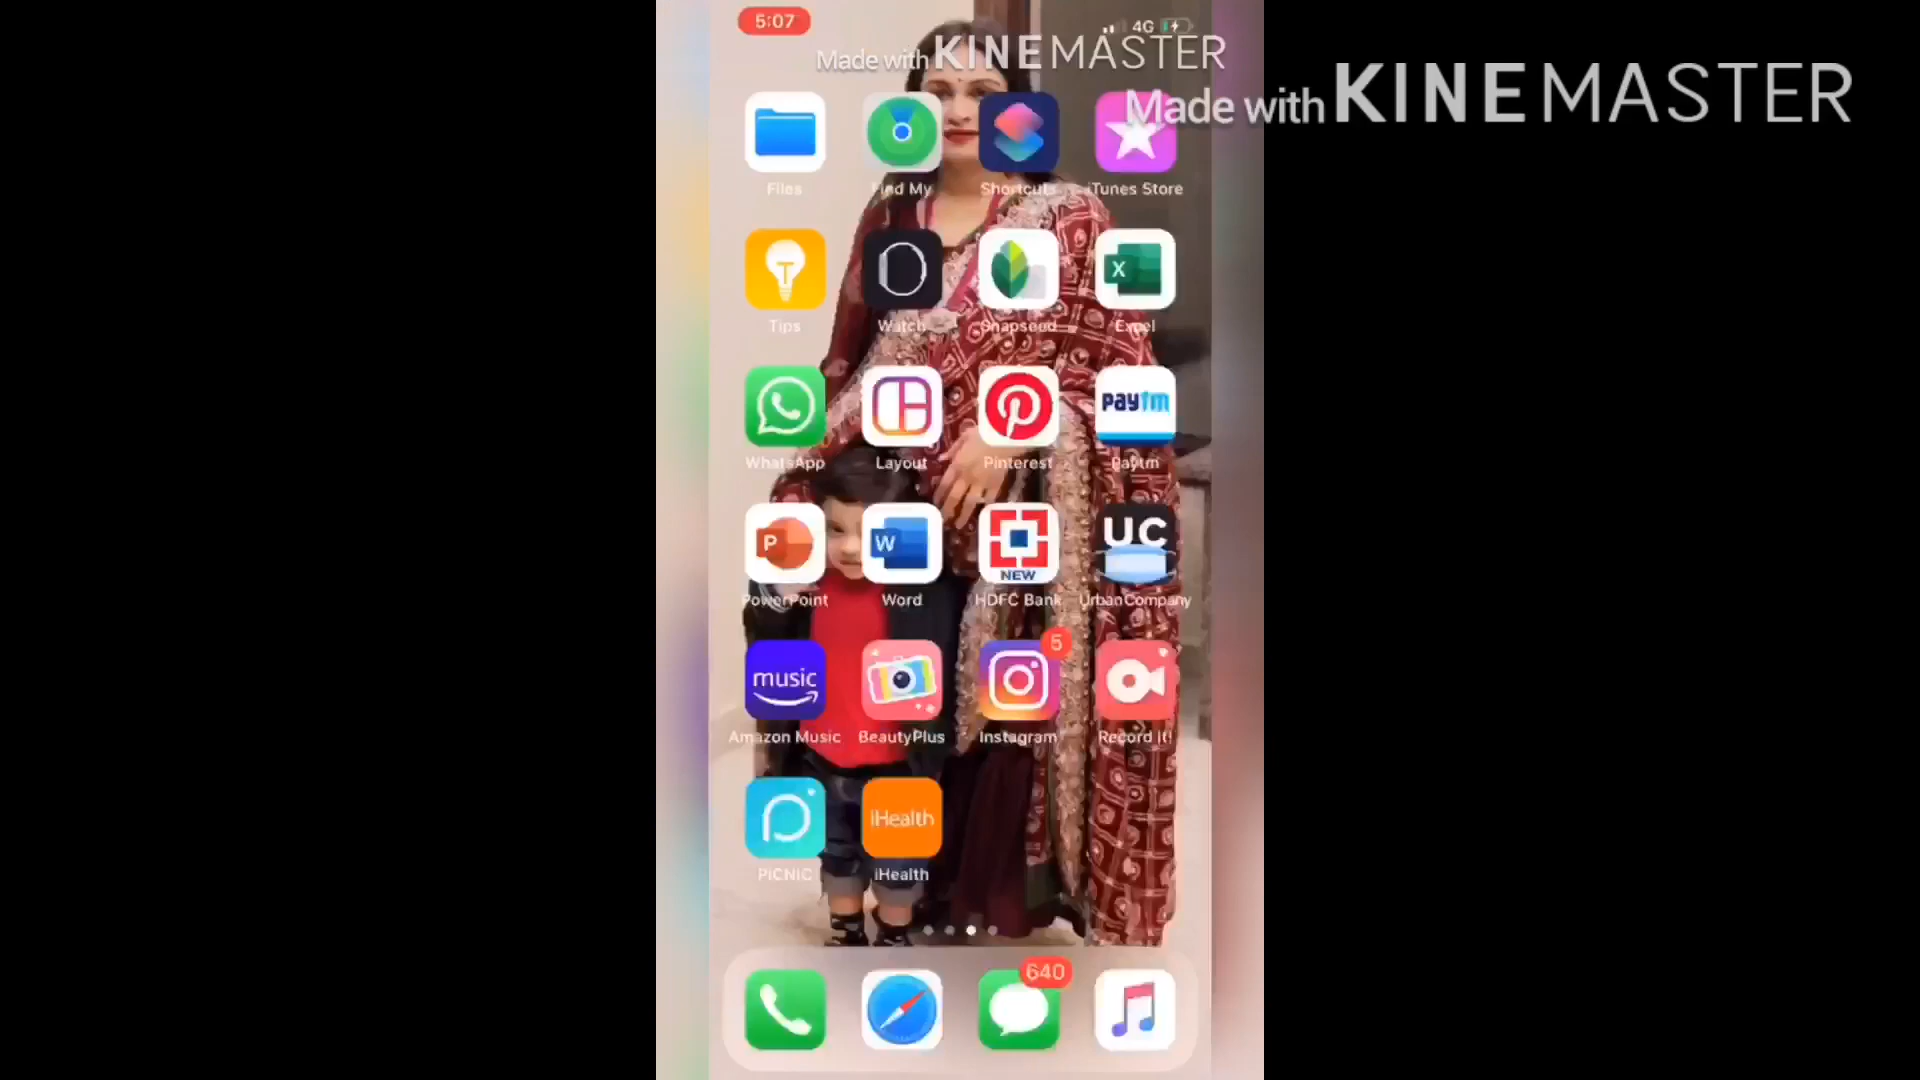 5:07
4G
Made with KINEMASTER
Made with KINEMASTER
Files
Find My
Shortcuts
iTunes Store
T
X
Tips
Watch
Snapseed
Excel
paytm
WhatsApp
Layout
Pinterest
Paytm
P
W
NEW
UC
PowerPoint
Word
HDFC Bank
UrbanCompany
5
music
Amazon Music
BeautyPlus
Instagram
Record it!
iHealth
PICNIC
iHealth
640